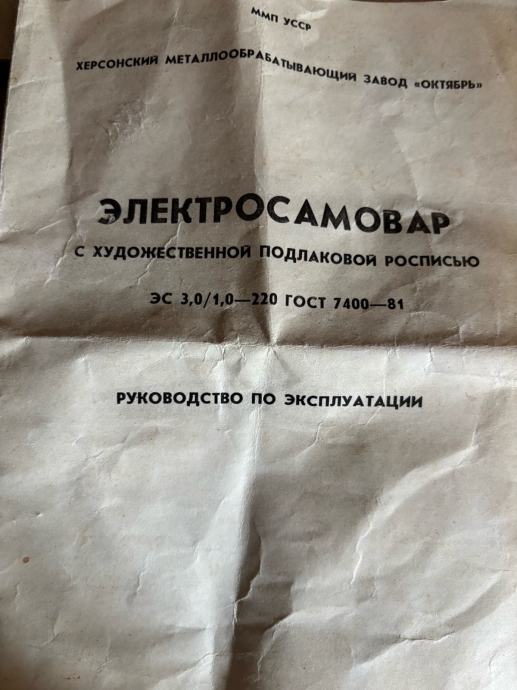 ММП УССР
ХЕРСОНСКИЙ МЕТАЛЛООБРАБАТЫВАЮЩИЙ ЗАВОД «ОКТЯБРЬ»
ЭЛЕКТРОСАМОВАР
С ХУДОЖЕСТВЕННОЙ ПОДЛАКОВОЙ РОСПИСЬЮ
ЭС 3,0/1,0—220 ГОСТ 7400—81
РУКОВОДСТВО ПО ЭКСПЛУАТАЦИИ